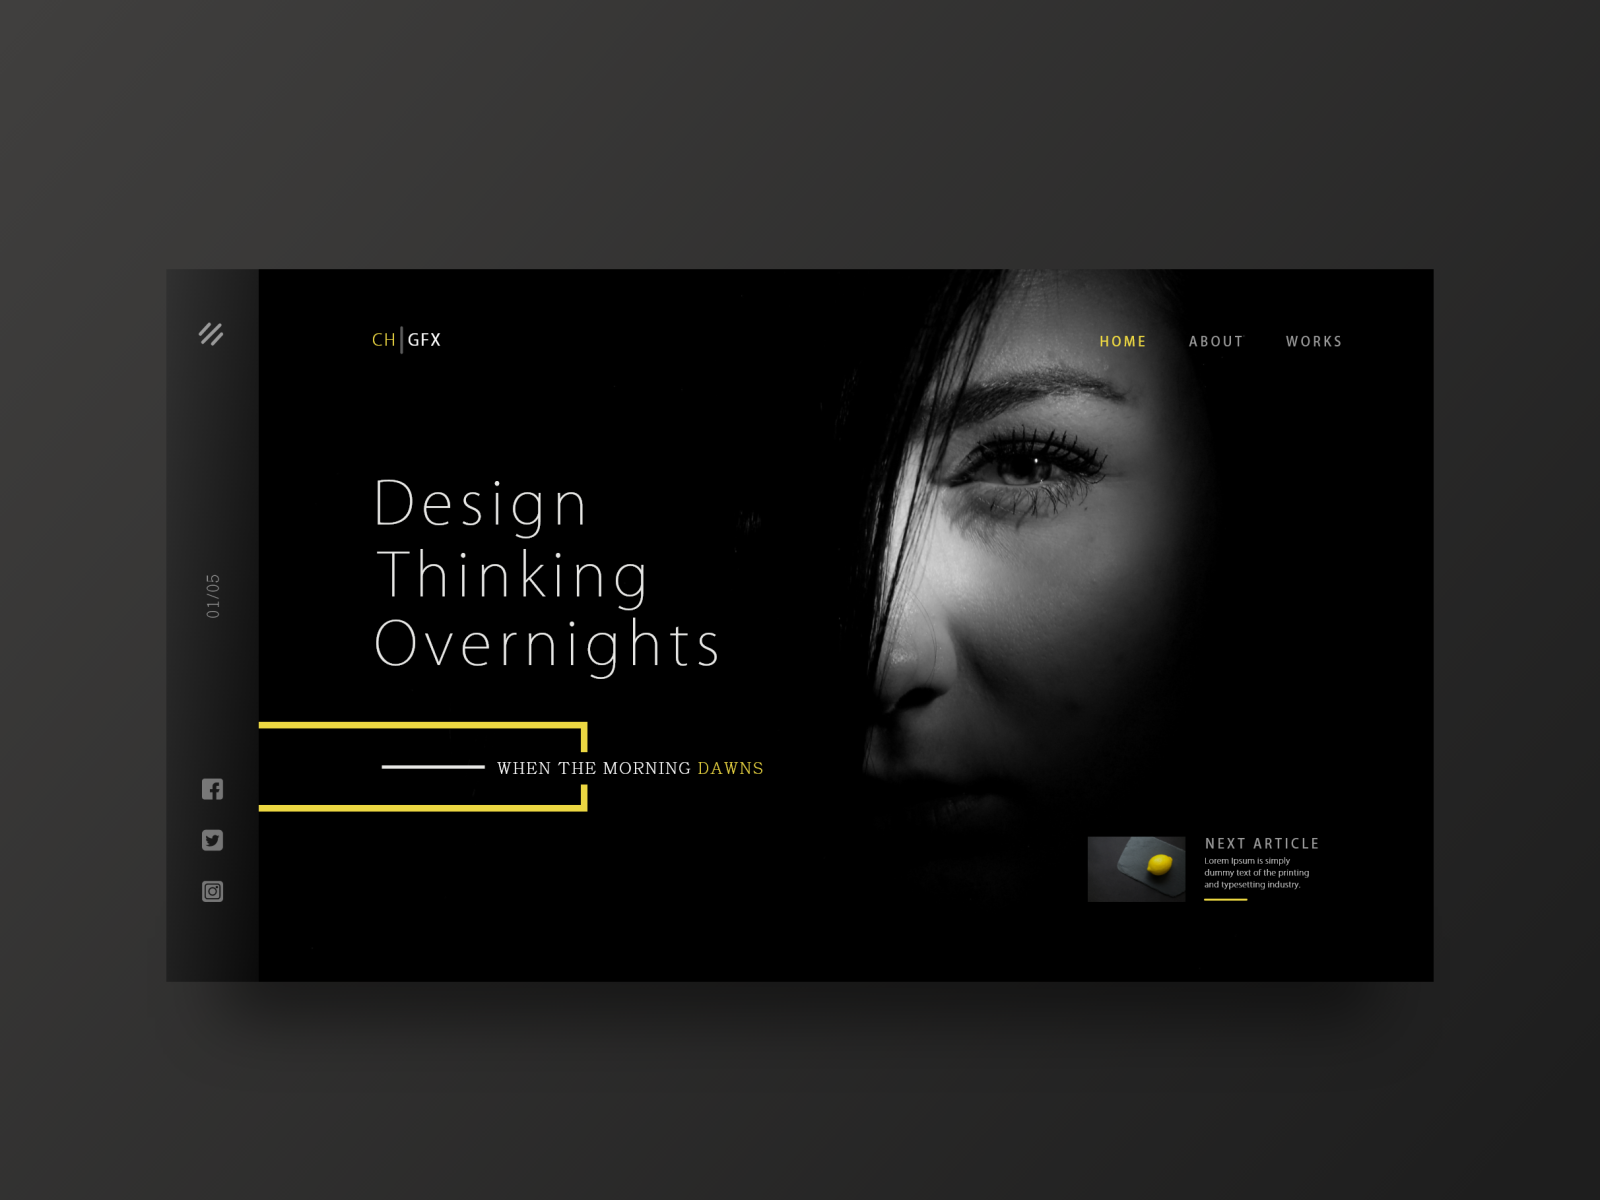 CH GFX
HOME ABOUT WORKS
Design
Thinking
Overnights
01/05
WHEN THE MORNING DAWNS
NEXT ARTICLE
Lorem Ipsum is simply
dummy text of the printing
and typesetting industry.